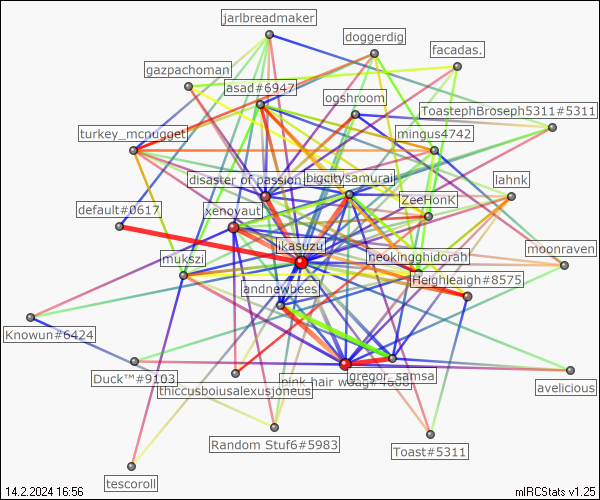 jarlbreadmaker
doggerdig
facadas.
gazpachoman
asad#6947
ogshroom
ToastephBroseph5311#5311
turkey_mcnugget
mingus4742
disaster of passion
bigcitysamurai
lahnk
ZeeHonk
default#0617
xenoyaut
ikasuzu
moonraven
mukszi
neokingghidorah
Heighleaigh#8575
andnewbees
Knowun#6424
Duck™#9103
pink hair
gregor_samsa
thiccusboiusalexusjoneus
avelicious
Random Stuf6#5983
Toast#5311
tescoroll
14.2.2024 16:56
mIRCStats v1.25